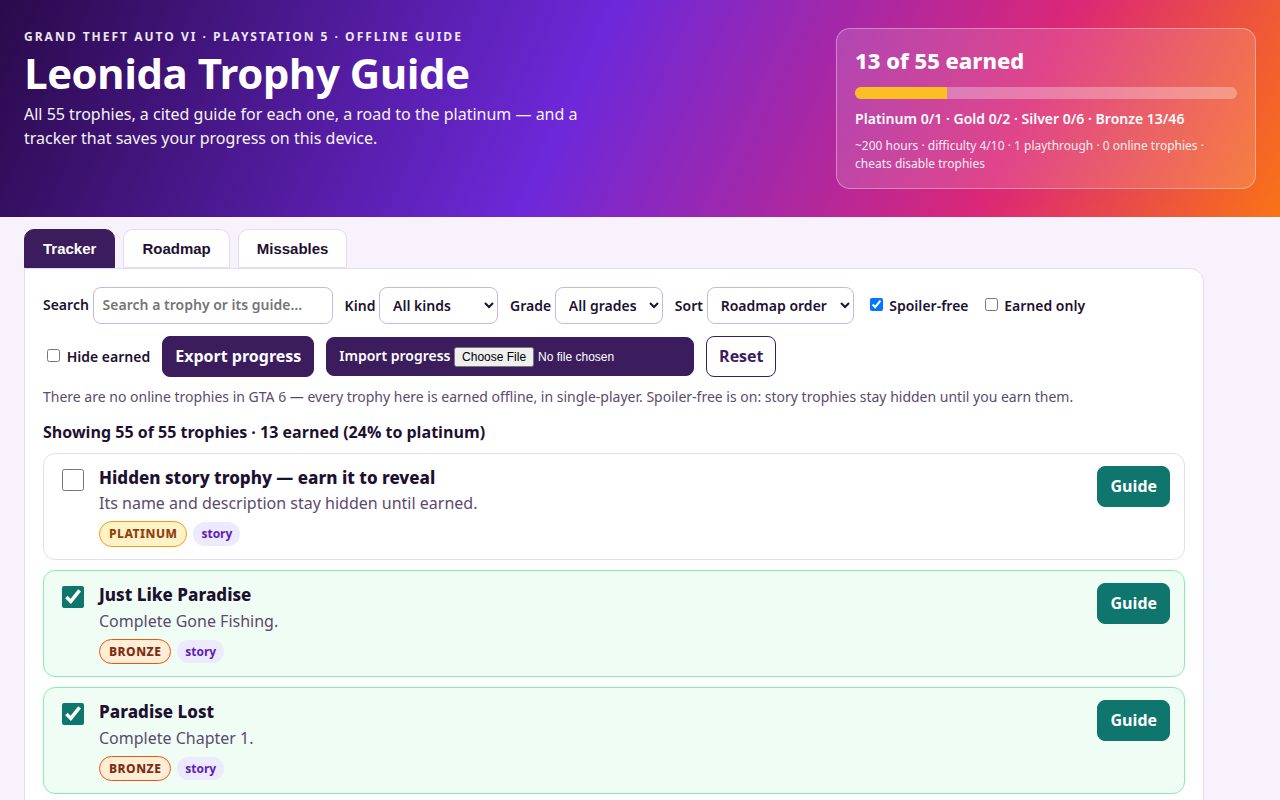 GRAND THEFT AUTO VI · PLAYSTATION 5 · OFFLINE GUIDE
Leonida Trophy Guide
All 55 trophies, a cited guide for each one, a road to the platinum — and a
tracker that saves your progress on this device.
13 of 55 earned
Platinum 0/1 · Gold 0/2 · Silver 0/6 · Bronze 13/46
~200 hours · difficulty 4/10 · 1 playthrough · 0 online trophies ·
cheats disable trophies
Tracker Roadmap Missables
Search Search a trophy or its guide... Kind All kinds Grade All grades Sort Roadmap order Spoiler-free Earned only
Hide earned Export progress Import progress Choose File No file chosen Reset
There are no online trophies in GTA 6 — every trophy here is earned offline, in single-player. Spoiler-free is on: story trophies stay hidden until you earn them.
Showing 55 of 55 trophies · 13 earned (24% to platinum)
Hidden story trophy — earn it to reveal
Its name and description stay hidden until earned.
PLATINUM story
Guide
Just Like Paradise
Complete Gone Fishing.
BRONZE story
Guide
Paradise Lost
Complete Chapter 1.
BRONZE story
Guide